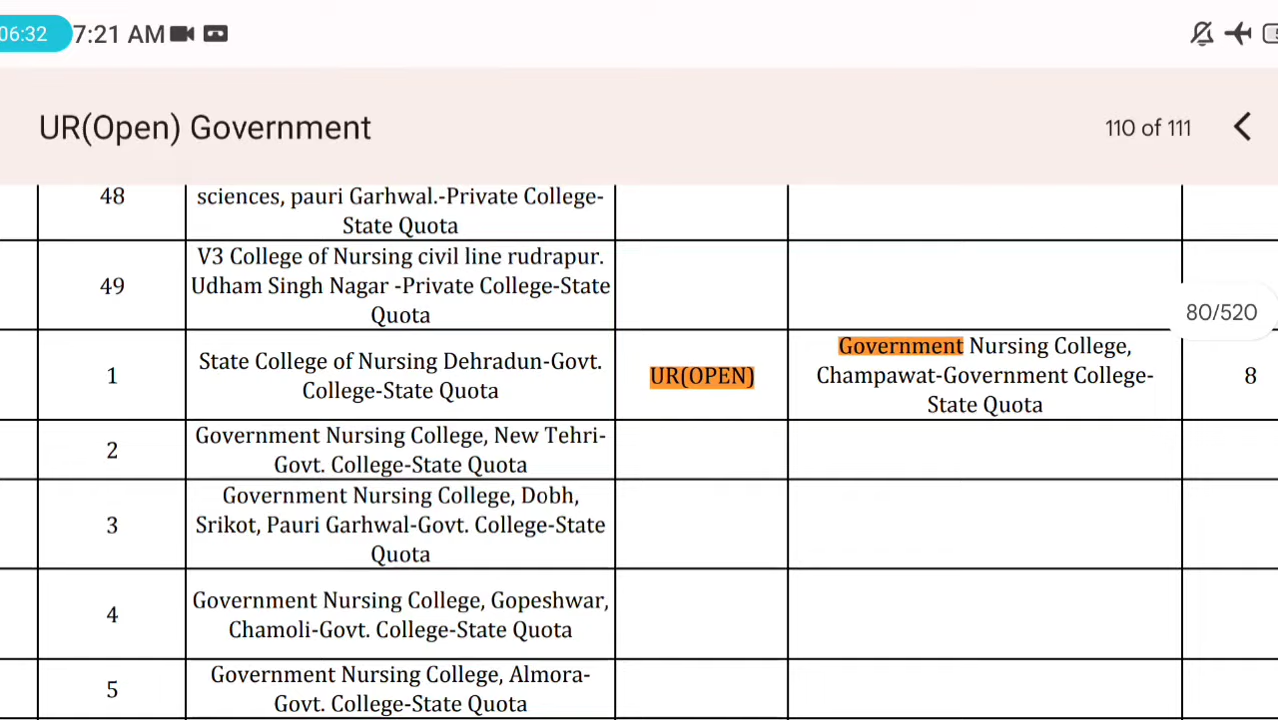 06:32 7:21 AM
UR(Open) Government
110 of 111
48
sciences, pauri Garhwal.-Private College-
State Quota
49
V3 College of Nursing civil line rudrapur.
Udham Singh Nagar -Private College-State
Quota
80/520
1
State College of Nursing Dehradun-Govt.
College-State Quota
UR(OPEN)
Government Nursing College,
Champawat-Government College-
State Quota
8
2
Government Nursing College, New Tehri-
Govt. College-State Quota
3
Government Nursing College, Dobh,
Srikot, Pauri Garhwal-Govt. College-State
Quota
4
Government Nursing College, Gopeshwar,
Chamoli-Govt. College-State Quota
5
Government Nursing College, Almora-
Govt. College-State Quota